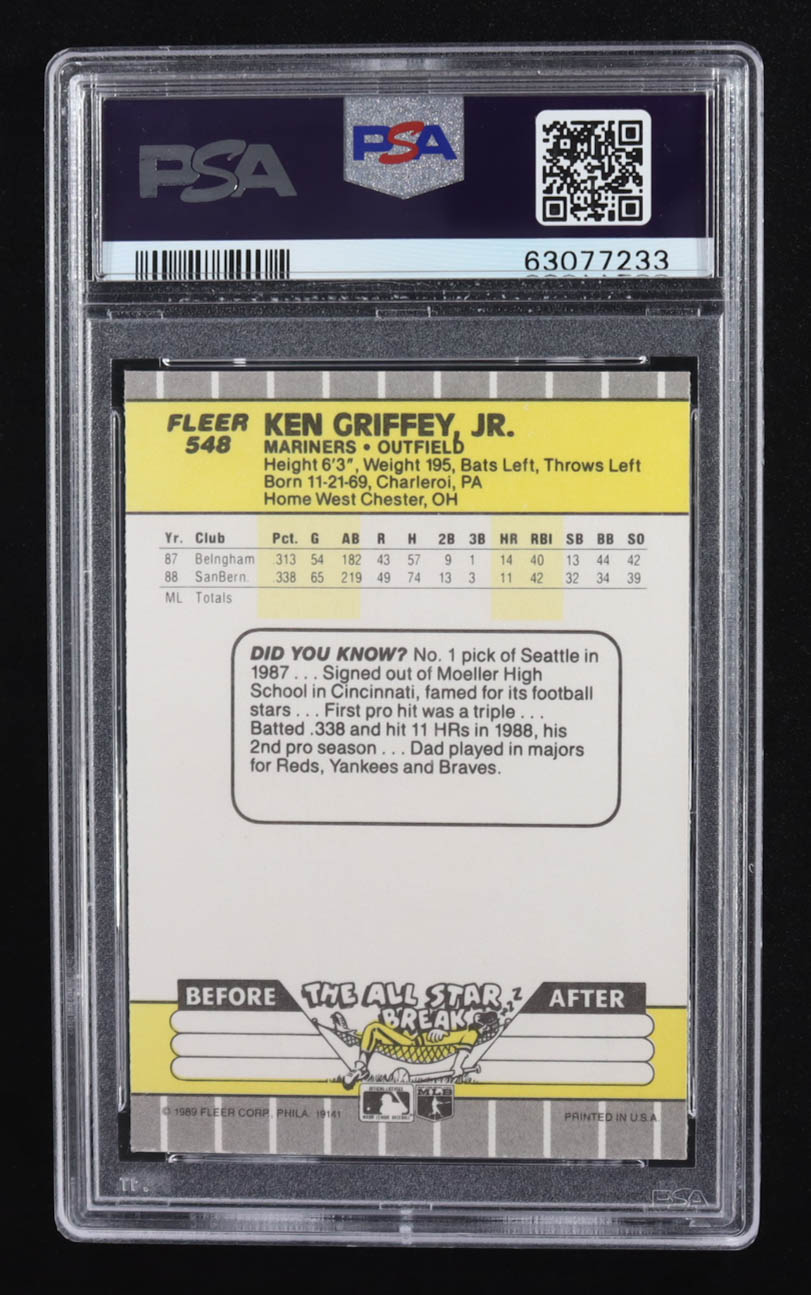 PSA
PSA
63077233
FLEER
548
KEN GRIFFEY, JR.
MARINERS • OUTFIELD
Height 6'3", Weight 195, Bats Left, Throws Left
Born 11-21-69, Charleroi, PA
Home West Chester, OH
Yr. Club Pct. G AB R H 2B 3B HR RBI SB BB SO
87 Belngham .313 54 182 43 57 9 1 14 40 13 44 42
88 SanBern. .338 65 219 49 74 13 3 11 42 32 34 39
ML Totals
DID YOU KNOW? No. 1 pick of Seattle in
1987 . . . Signed out of Moeller High
School in Cincinnati, famed for its football
stars . . . First pro hit was a triple . . .
Batted .338 and hit 11 HRs in 1988, his
2nd pro season . . . Dad played in majors
for Reds, Yankees and Braves.
BEFORE THE ALL STAR BREAK AFTER
MLB
© 1989 FLEER CORP., PHILA. 19141
PRINTED IN U.S.A.
PSA